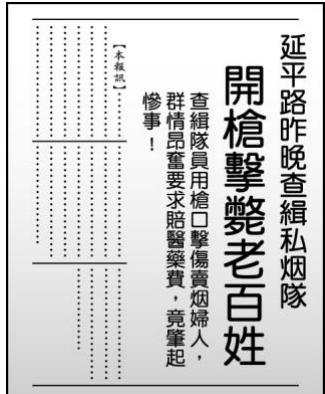 延平路昨晚查緝私烟隊
開槍擊斃老百姓
查緝隊員用槍口擊傷賣烟婦人，
群情昂奮要求賠醫藥費，竟肇起
慘事！
【本報訊】